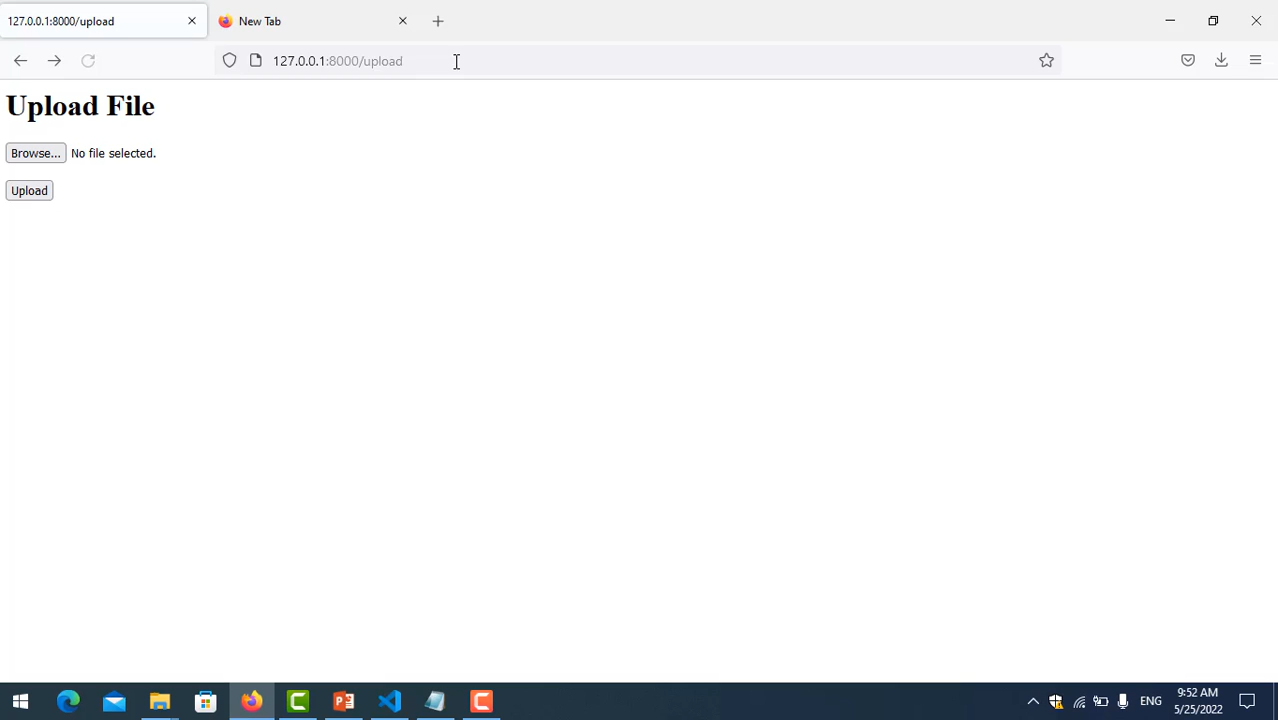 127.0.0.1:8000/upload
New Tab
127.0.0.1:8000/upload
Upload File
Browse... No file selected.
Upload
ENG
9:52 AM
5/25/2022